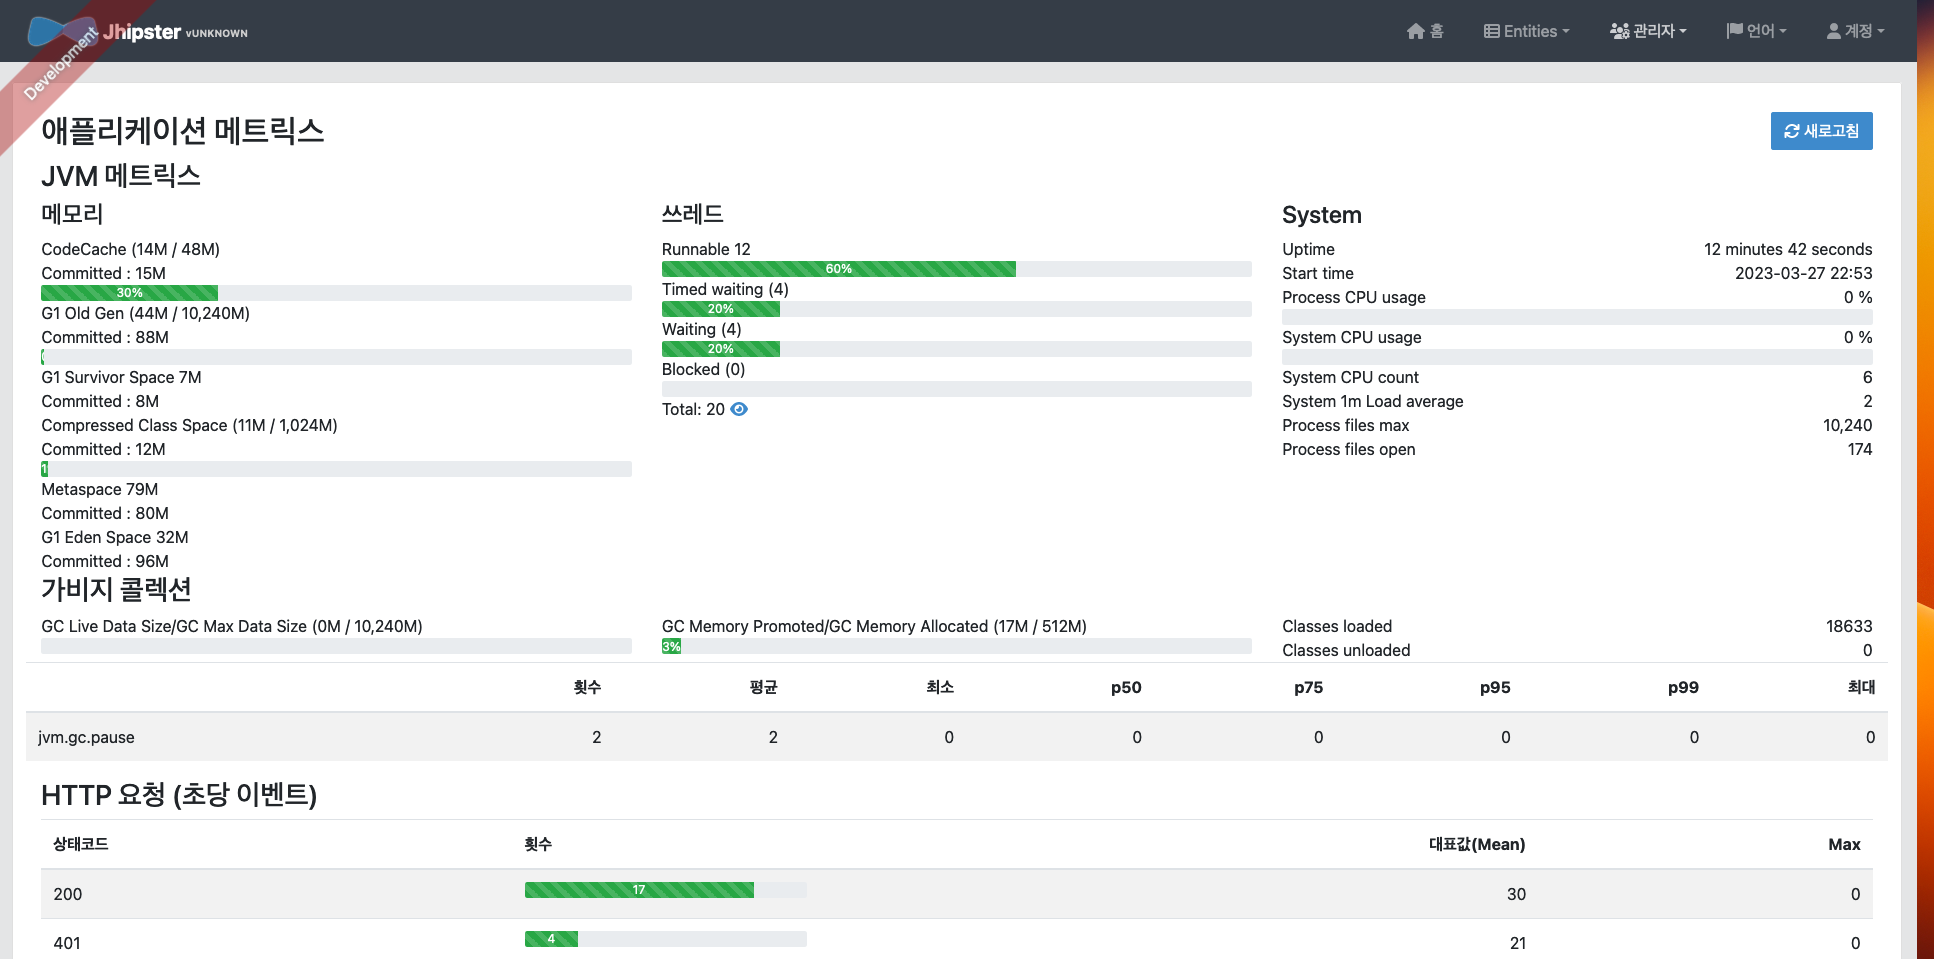 Development
Jhipster vUNKNOWN
홈 Entities 관리자 언어 계정
애플리케이션 메트릭스
새로고침
JVM 메트릭스
메모리
CodeCache (14M / 48M)
Committed : 15M
30%
G1 Old Gen (44M / 10,240M)
Committed : 88M
G1 Survivor Space 7M
Committed : 8M
Compressed Class Space (11M / 1,024M)
Committed : 12M
Metaspace 79M
Committed : 80M
G1 Eden Space 32M
Committed : 96M
쓰레드
Runnable 12
60%
Timed waiting (4)
20%
Waiting (4)
20%
Blocked (0)
Total: 20
System
Uptime 12 minutes 42 seconds
Start time 2023-03-27 22:53
Process CPU usage 0 %
System CPU usage 0 %
System CPU count 6
System 1m Load average 2
Process files max 10,240
Process files open 174
가비지 콜렉션
GC Live Data Size/GC Max Data Size (0M / 10,240M)
GC Memory Promoted/GC Memory Allocated (17M / 512M)
3%
Classes loaded 18633
Classes unloaded 0
횟수 평균 최소 p50 p75 p95 p99 최대
jvm.gc.pause 2 2 0 0 0 0 0 0
HTTP 요청 (초당 이벤트)
상태코드 횟수 대표값(Mean) Max
200 17 30 0
401 4 21 0